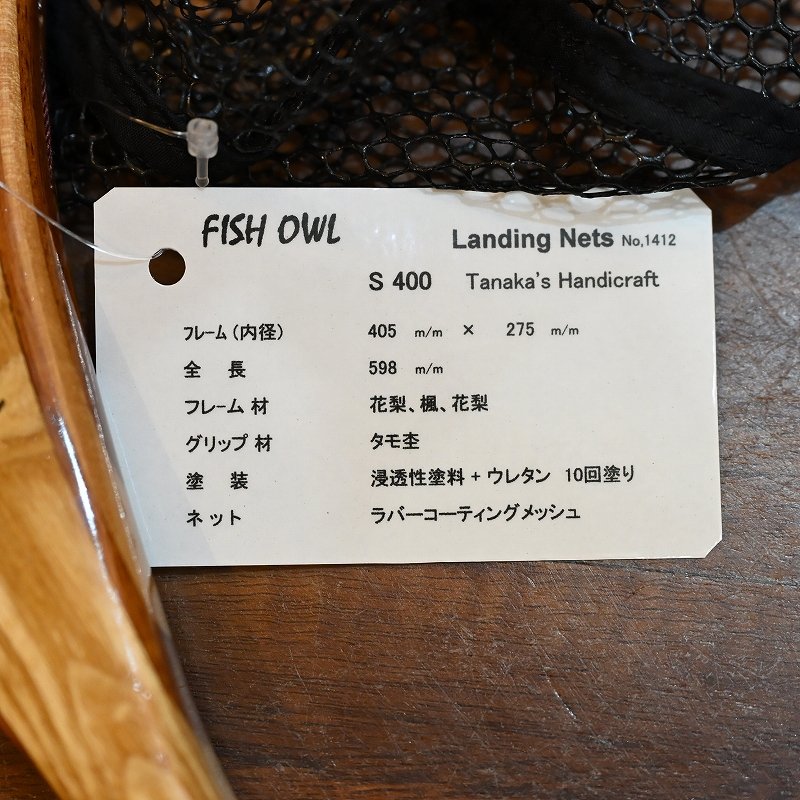 FISH OWL
Landing Nets No,1412
S 400 Tanaka's Handicraft
フレーム（内径） 405 m/m × 275 m/m
全 長 598 m/m
フレーム 材 花梨、楓、花梨
グリップ 材 タモ杢
塗 装 浸透性塗料 + ウレタン 10回塗り
ネット ラバーコーティングメッシュ